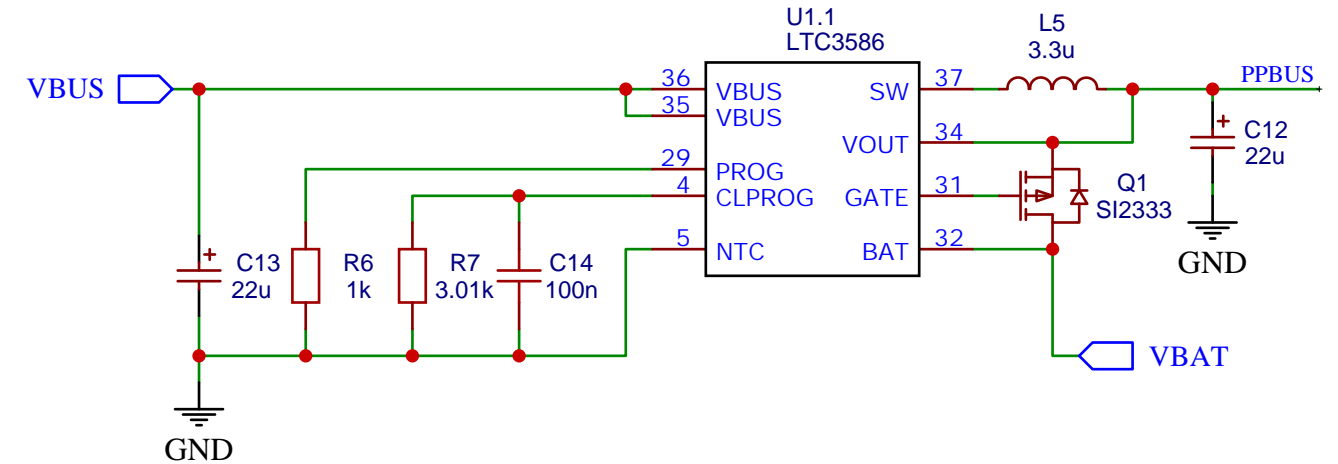 U1.1
LTC3586
L5
3.3u
VBUS
36
VBUS
35
VBUS
SW
37
PPBUS
VOUT
34
C12
22u
29
PROG
4
CLPROG
GATE
31
Q1
SI2333
5
NTC
BAT
32
GND
C13
22u
R6
1k
R7
3.01k
C14
100n
VBAT
GND